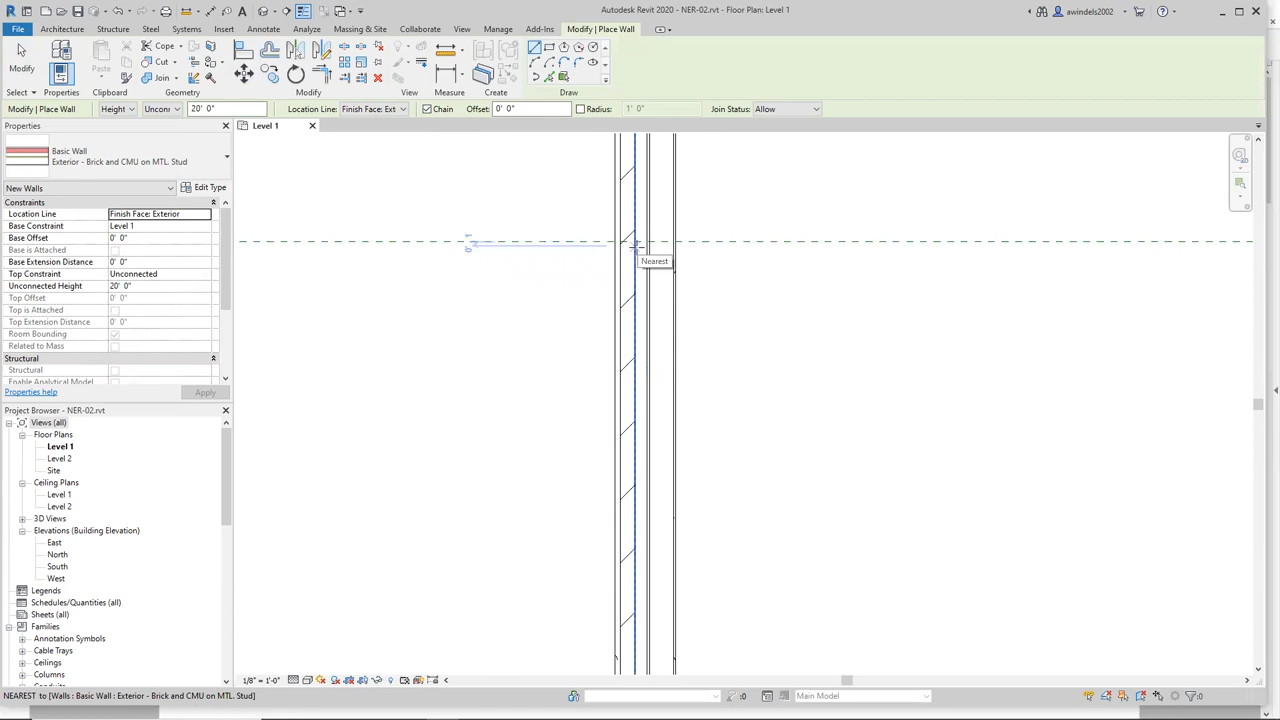 Autodesk Revit 2020 - NER-02.rvt - Floor Plan: Level 1
awindels2002
File
Architecture
Structure
Steel
Systems
Insert
Annotate
Analyze
Massing & Site
Collaborate
View
Manage
Add-Ins
Modify | Place Wall
Modify
Paste
Cope
Cut
Join
Select
Properties
Clipboard
Geometry
Modify
View
Measure
Create
Draw
Modify | Place Wall
Height
Unconr
20' 0"
Location Line:
Finish Face: Ext
Chain
Offset:
0' 0"
Radius:
1' 0"
Join Status:
Allow
Properties
Level 1
Basic Wall
Exterior - Brick and CMU on MTL. Stud
New Walls
Edit Type
Constraints
Location Line Finish Face: Exterior
Base Constraint Level 1
Base Offset 0' 0"
Base is Attached
Base Extension Distance 0' 0"
Top Constraint Unconnected
Unconnected Height 20' 0"
Top Offset 0' 0"
Top is Attached
Top Extension Distance 0' 0"
Room Bounding
Related to Mass
Structural
Structural
Enable Analytical Model
Properties help
Apply
Nearest
Project Browser - NER-02.rvt
Views (all)
Floor Plans
Level 1
Level 2
Site
Ceiling Plans
Level 1
Level 2
3D Views
Elevations (Building Elevation)
East
North
South
West
Legends
Schedules/Quantities (all)
Sheets (all)
Families
Annotation Symbols
Cable Trays
Ceilings
Columns
1/8" = 1'-0"
NEAREST to [Walls : Basic Wall : Exterior - Brick and CMU on MTL. Stud]
:0
Main Model
:0